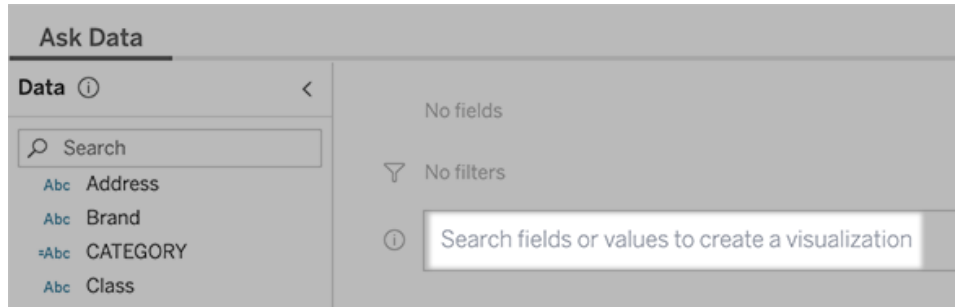 Ask Data
Data
Search
Abc Address
Abc Brand
=Abc CATEGORY
Abc Class
No fields
No filters
Search fields or values to create a visualization